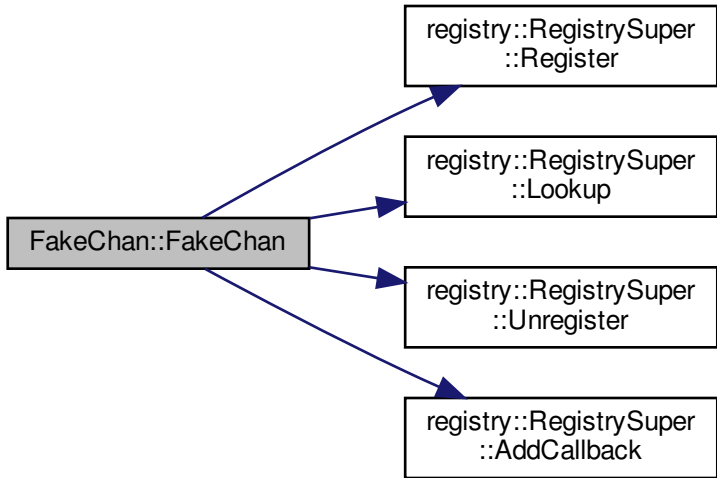 registry::RegistrySuper
::Register
registry::RegistrySuper
::Lookup
FakeChan::FakeChan
registry::RegistrySuper
::Unregister
registry::RegistrySuper
::AddCallback